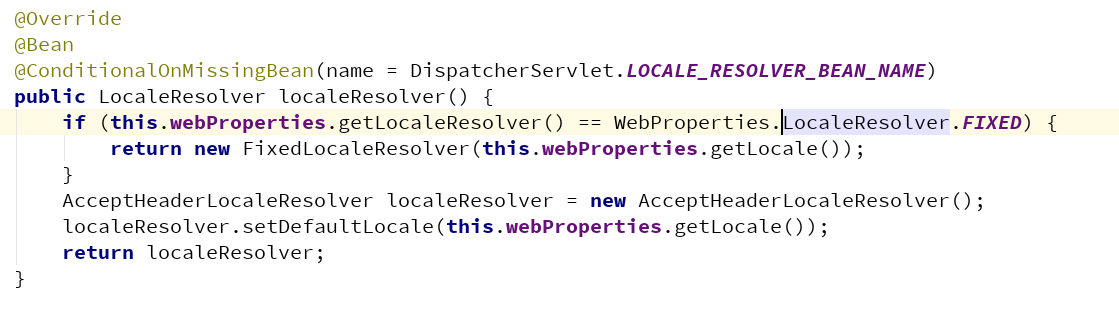 @Override
@Bean
@ConditionalOnMissingBean(name = DispatcherServlet.LOCALE_RESOLVER_BEAN_NAME)
public LocaleResolver localeResolver() {
if (this.webProperties.getLocaleResolver() == WebProperties.LocaleResolver.FIXED) {
return new FixedLocaleResolver(this.webProperties.getLocale());
}
AcceptHeaderLocaleResolver localeResolver = new AcceptHeaderLocaleResolver();
localeResolver.setDefaultLocale(this.webProperties.getLocale());
return localeResolver;
}